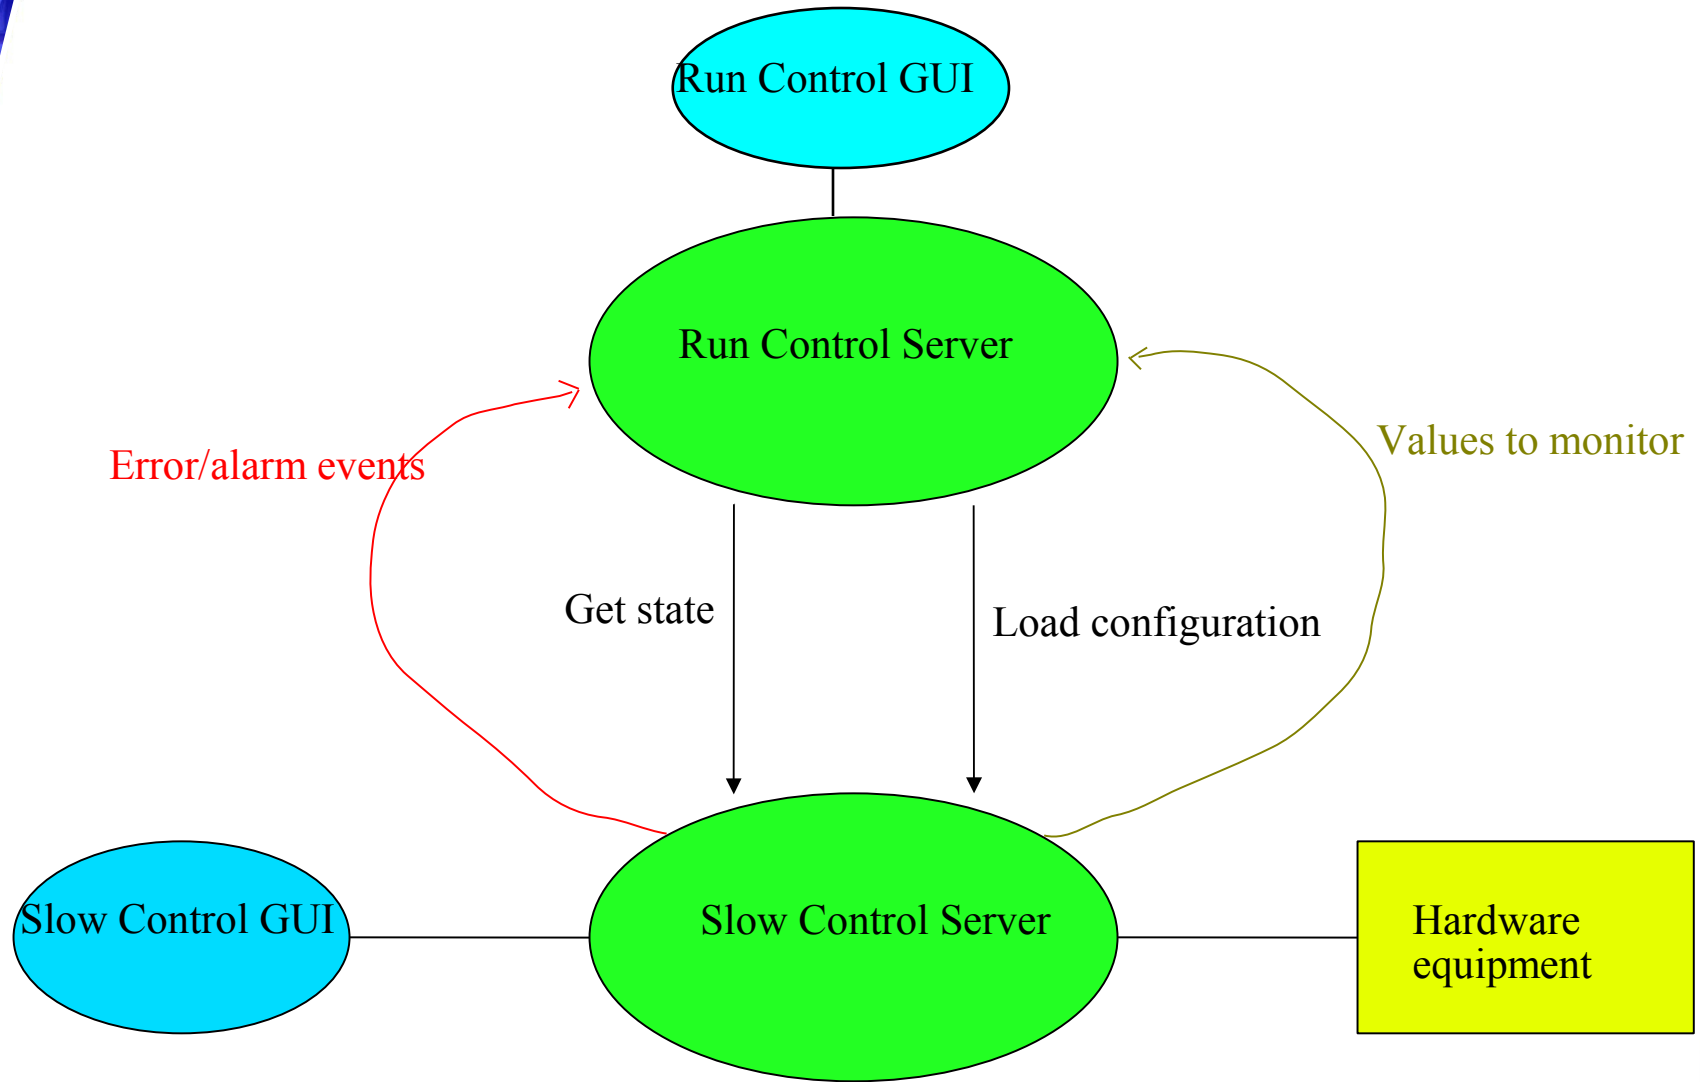 Run Control GUI
Run Control Server
Values to monitor
Error/alarm events
Get state
Load configuration
Slow Control GUI
Slow Control Server
Hardware
equipment